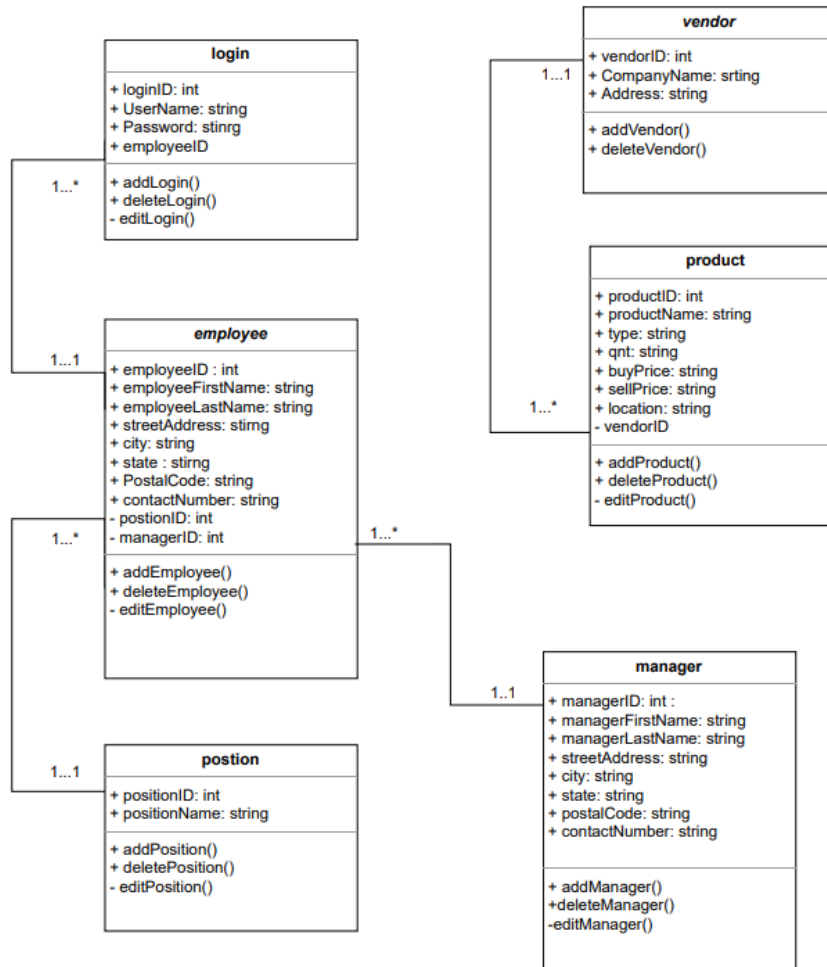 login
+ loginID: int
+ UserName: string
+ Password: stinrg
+ employeeID
+ addLogin()
+ deleteLogin()
- editLogin()
1...*
1...1
employee
+ employeeID : int
+ employeeFirstName: string
+ employeeLastName: string
+ streetAddress: stirng
+ city: string
+ state : stirng
+ PostalCode: string
+ contactNumber: string
- postionID: int
- managerID: int
+ addEmployee()
+ deleteEmployee()
- editEmployee()
1...*
1...*
1...1
postion
+ positionID: int
+ positionName: string
+ addPosition()
+ deletePosition()
- editPosition()
vendor
+ vendorID: int
+ CompanyName: srting
+ Address: string
+ addVendor()
+ deleteVendor()
1...1
1...*
product
+ productID: int
+ productName: string
+ type: string
+ qnt: string
+ buyPrice: string
+ sellPrice: string
+ location: string
- vendorID
+ addProduct()
+ deleteProduct()
- editProduct()
1..1
manager
+ managerID: int :
+ managerFirstName: string
+ managerLastName: string
+ streetAddress: string
+ city: string
+ state: string
+ postalCode: string
+ contactNumber: string
+ addManager()
+deleteManager()
-editManager()